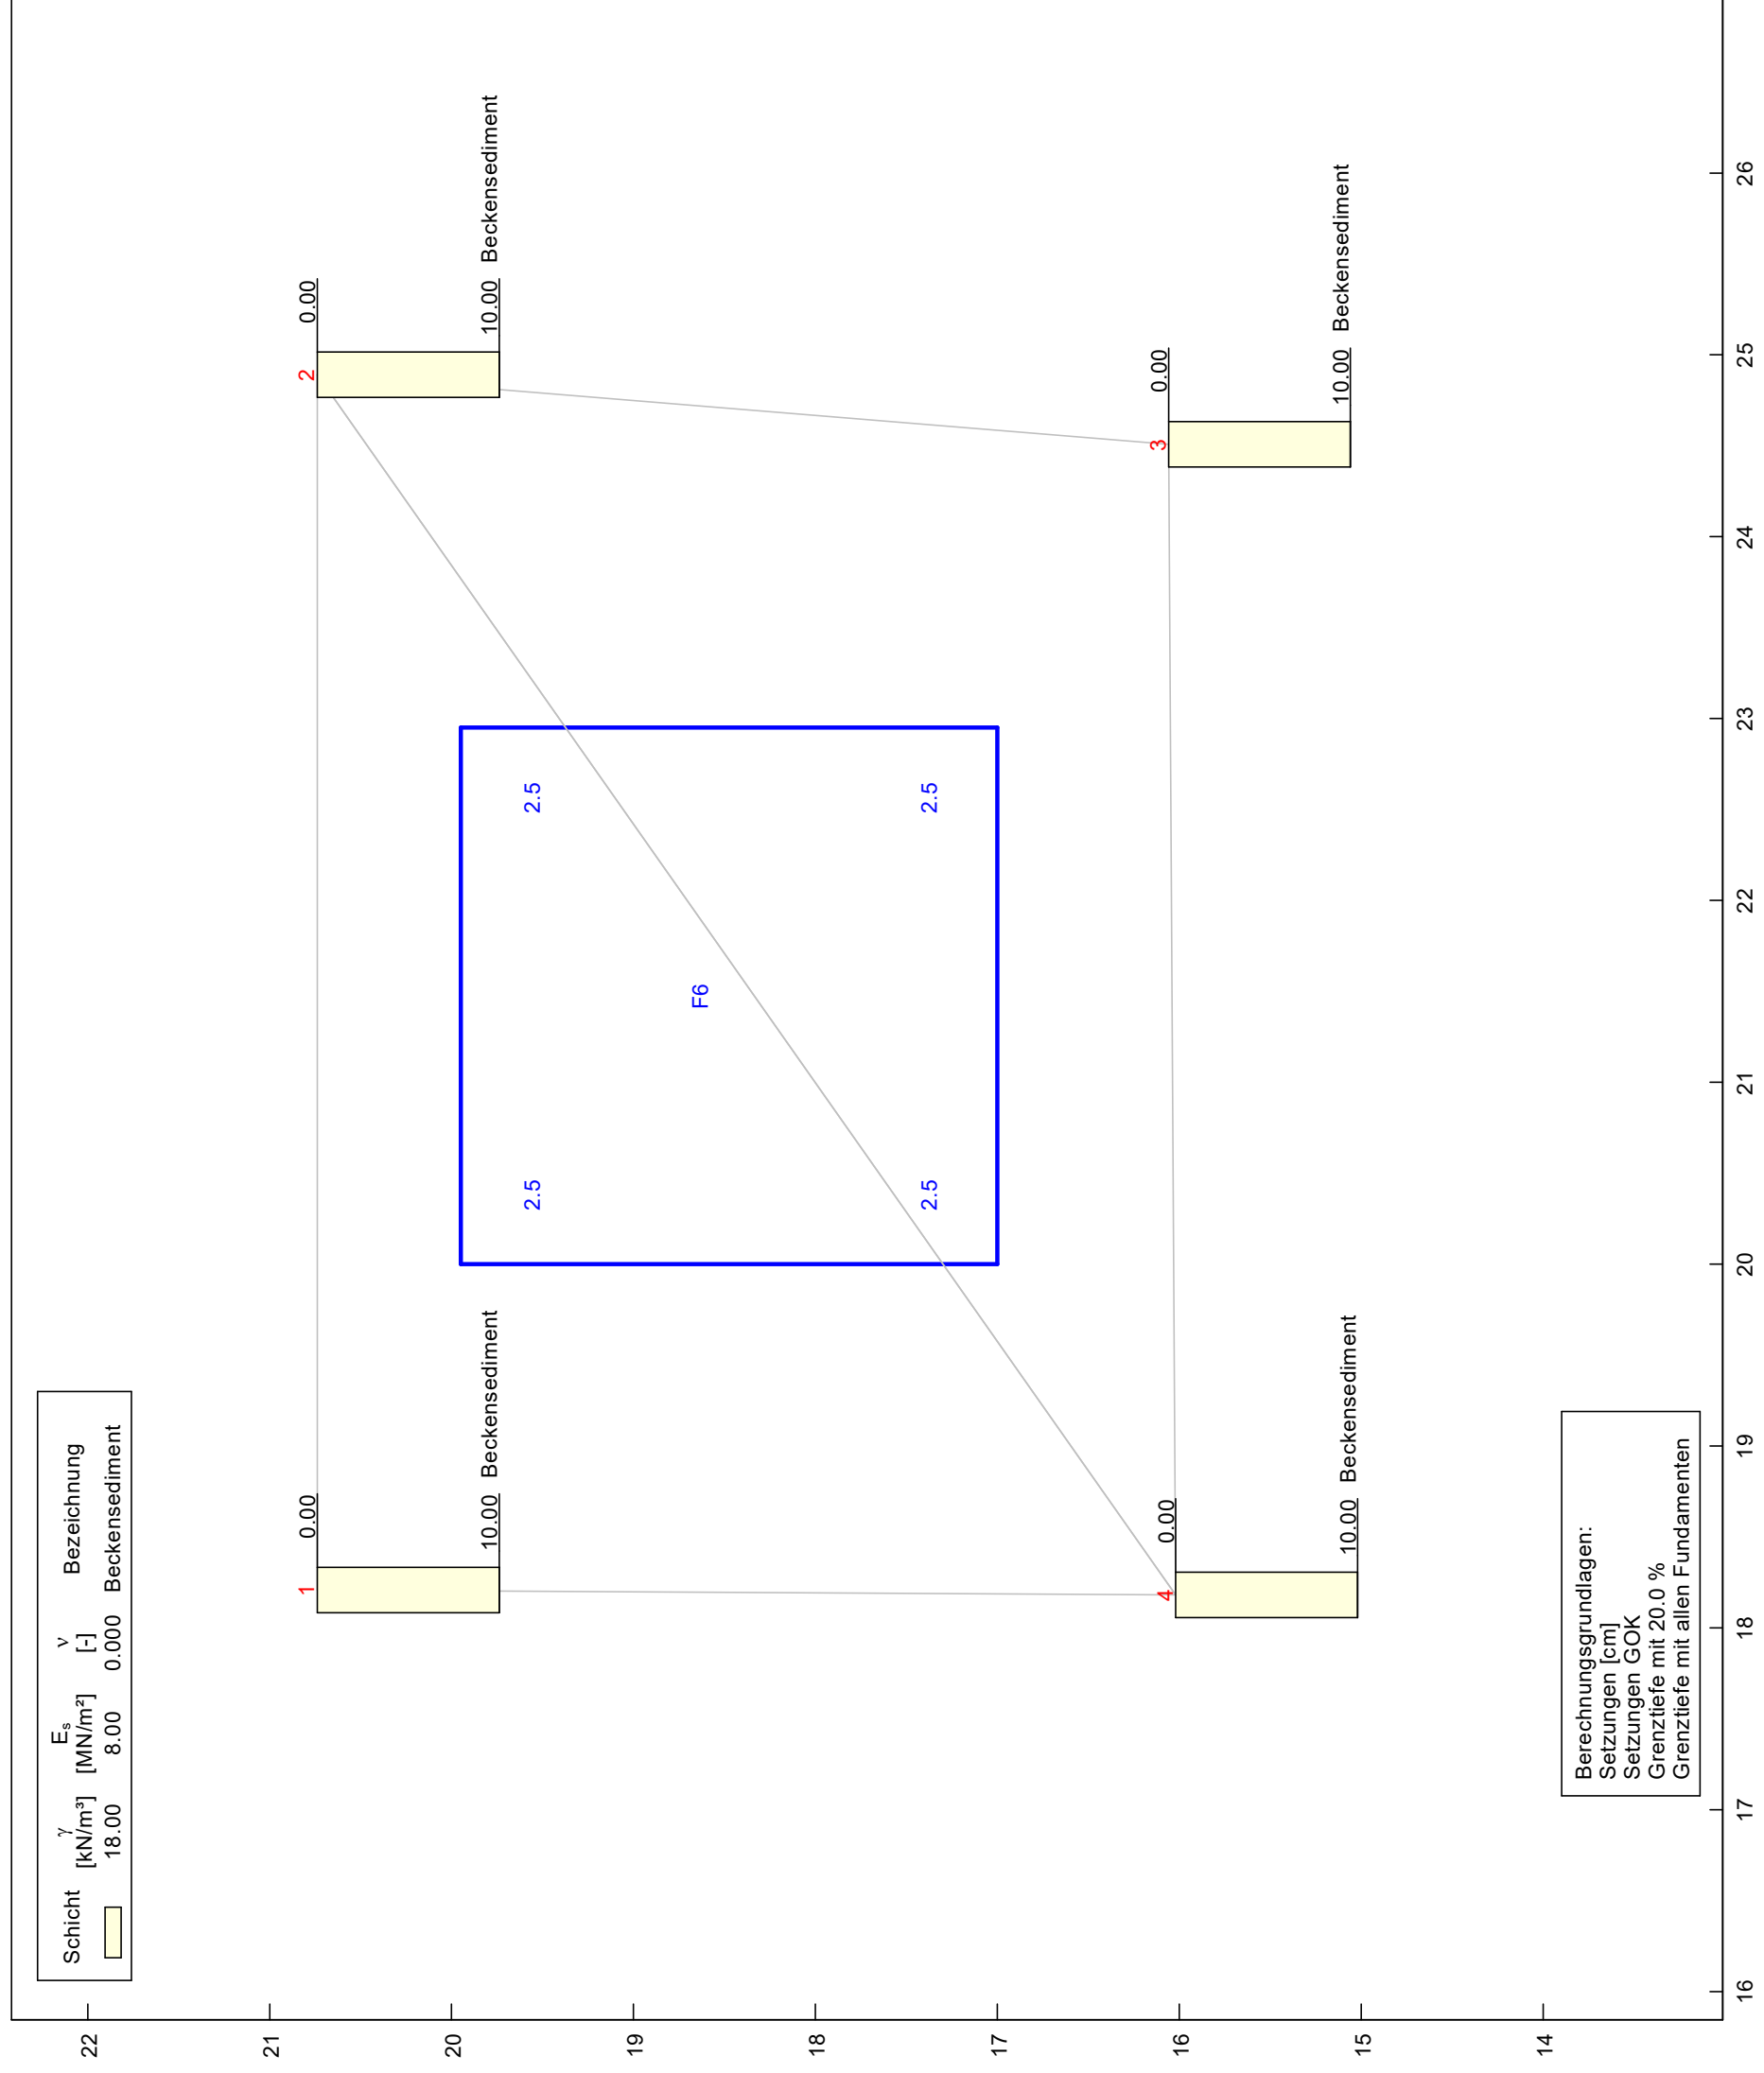 Schicht γ Es ν Bezeichnung
[kN/m³] [MN/m²] [-]
18.00 8.00 0.000 Beckensediment
22
21
20
19
18
17
16
15
14
1
0.00
10.00 Beckensediment
2
0.00
10.00 Beckensediment
2.5
2.5
F6
2.5
2.5
4
0.00
10.00 Beckensediment
3
0.00
10.00 Beckensediment
Berechnungsgrundlagen:
Setzungen [cm]
Setzungen GOK
Grenztiefe mit 20.0 %
Grenztiefe mit allen Fundamenten
16 17 18 19 20 21 22 23 24 25 26